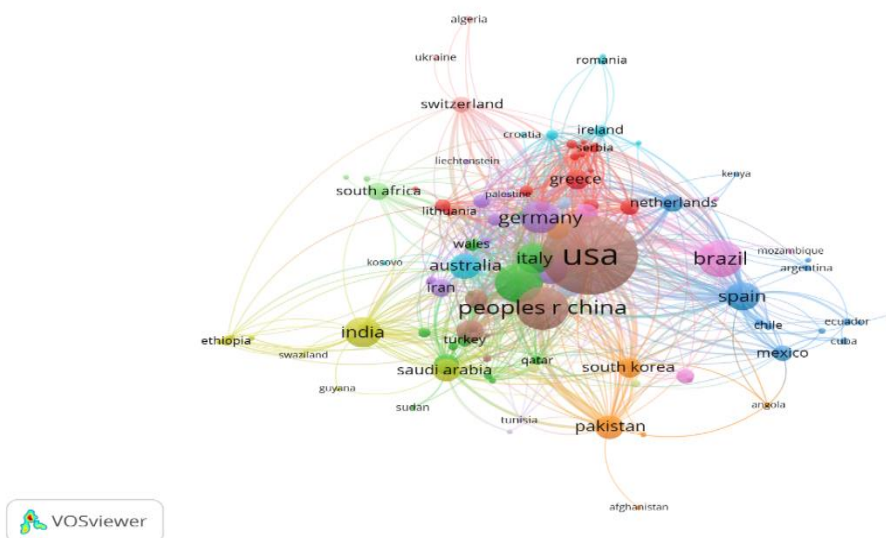 algeria
ukraine
romania
switzerland
croatia
ireland
serbia
liechtenstein
greece
kenya
south africa
palestine
netherlands
lithuania
germany
wales
usa
mozambique
italy
brazil
kosovo
australia
argentina
iran
spain
peoples r china
ecuador
india
chile
ethiopia
turkey
cuba
swaziland
qatar
mexico
saudi arabia
south korea
guyana
sudan
angola
tunisia
pakistan
afghanistan
VOSviewer